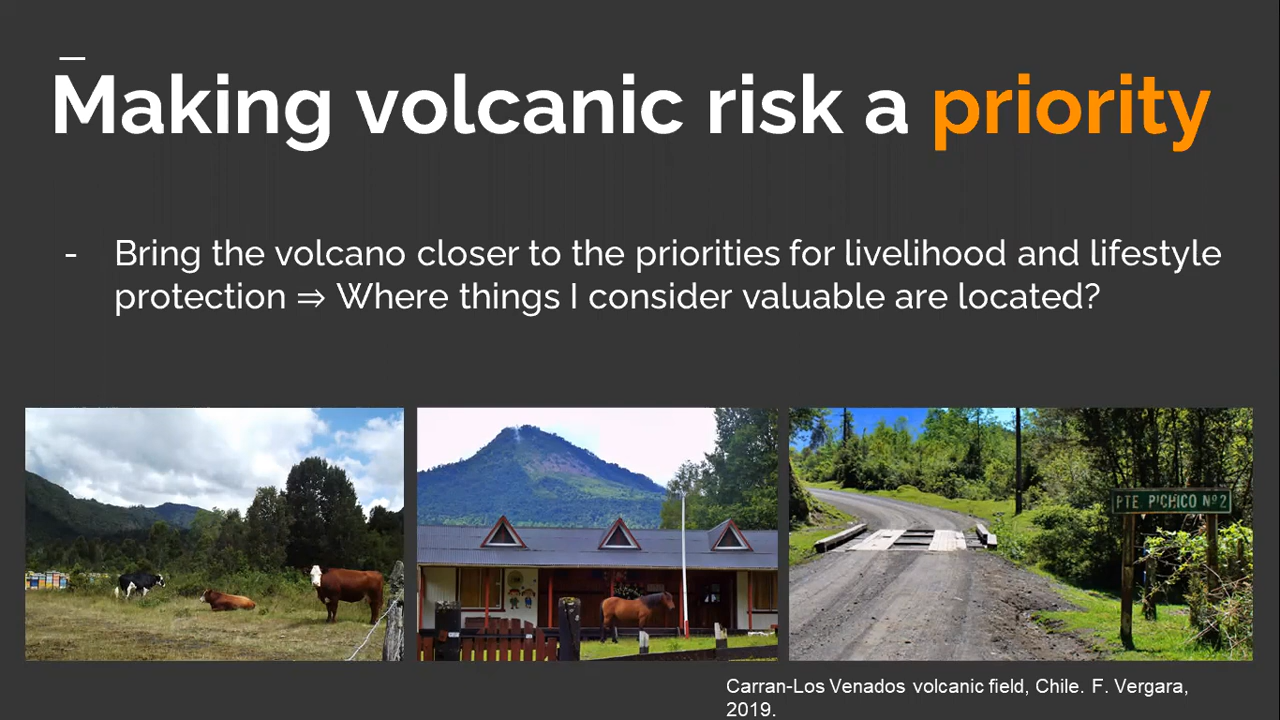 Making volcanic risk a priority
- Bring the volcano closer to the priorities for livelihood and lifestyle
protection ⇒ Where things I consider valuable are located?
PTE. PICHICO Nº2
Carran-Los Venados volcanic field, Chile. F. Vergara,
2019.